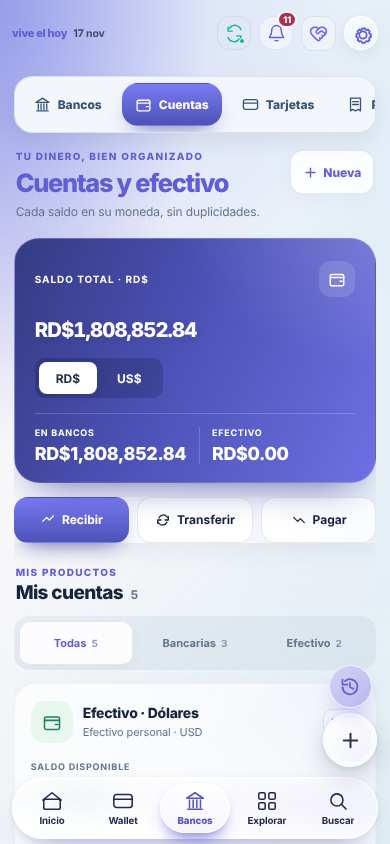 vive el hoy 17 nov
11
Bancos Cuentas Tarjetas
TU DINERO, BIEN ORGANIZADO
Cuentas y efectivo
Nueva
Cada saldo en su moneda, sin duplicidades.
SALDO TOTAL · RD$
RD$1,808,852.84
RD$ US$
EN BANCOS EFECTIVO
RD$1,808,852.84 RD$0.00
Recibir Transferir Pagar
MIS PRODUCTOS
Mis cuentas 5
Todas 5 Bancarias 3 Efectivo 2
Efectivo · Dólares
Efectivo personal · USD
SALDO DISPONIBLE
Inicio Wallet Bancos Explorar Buscar